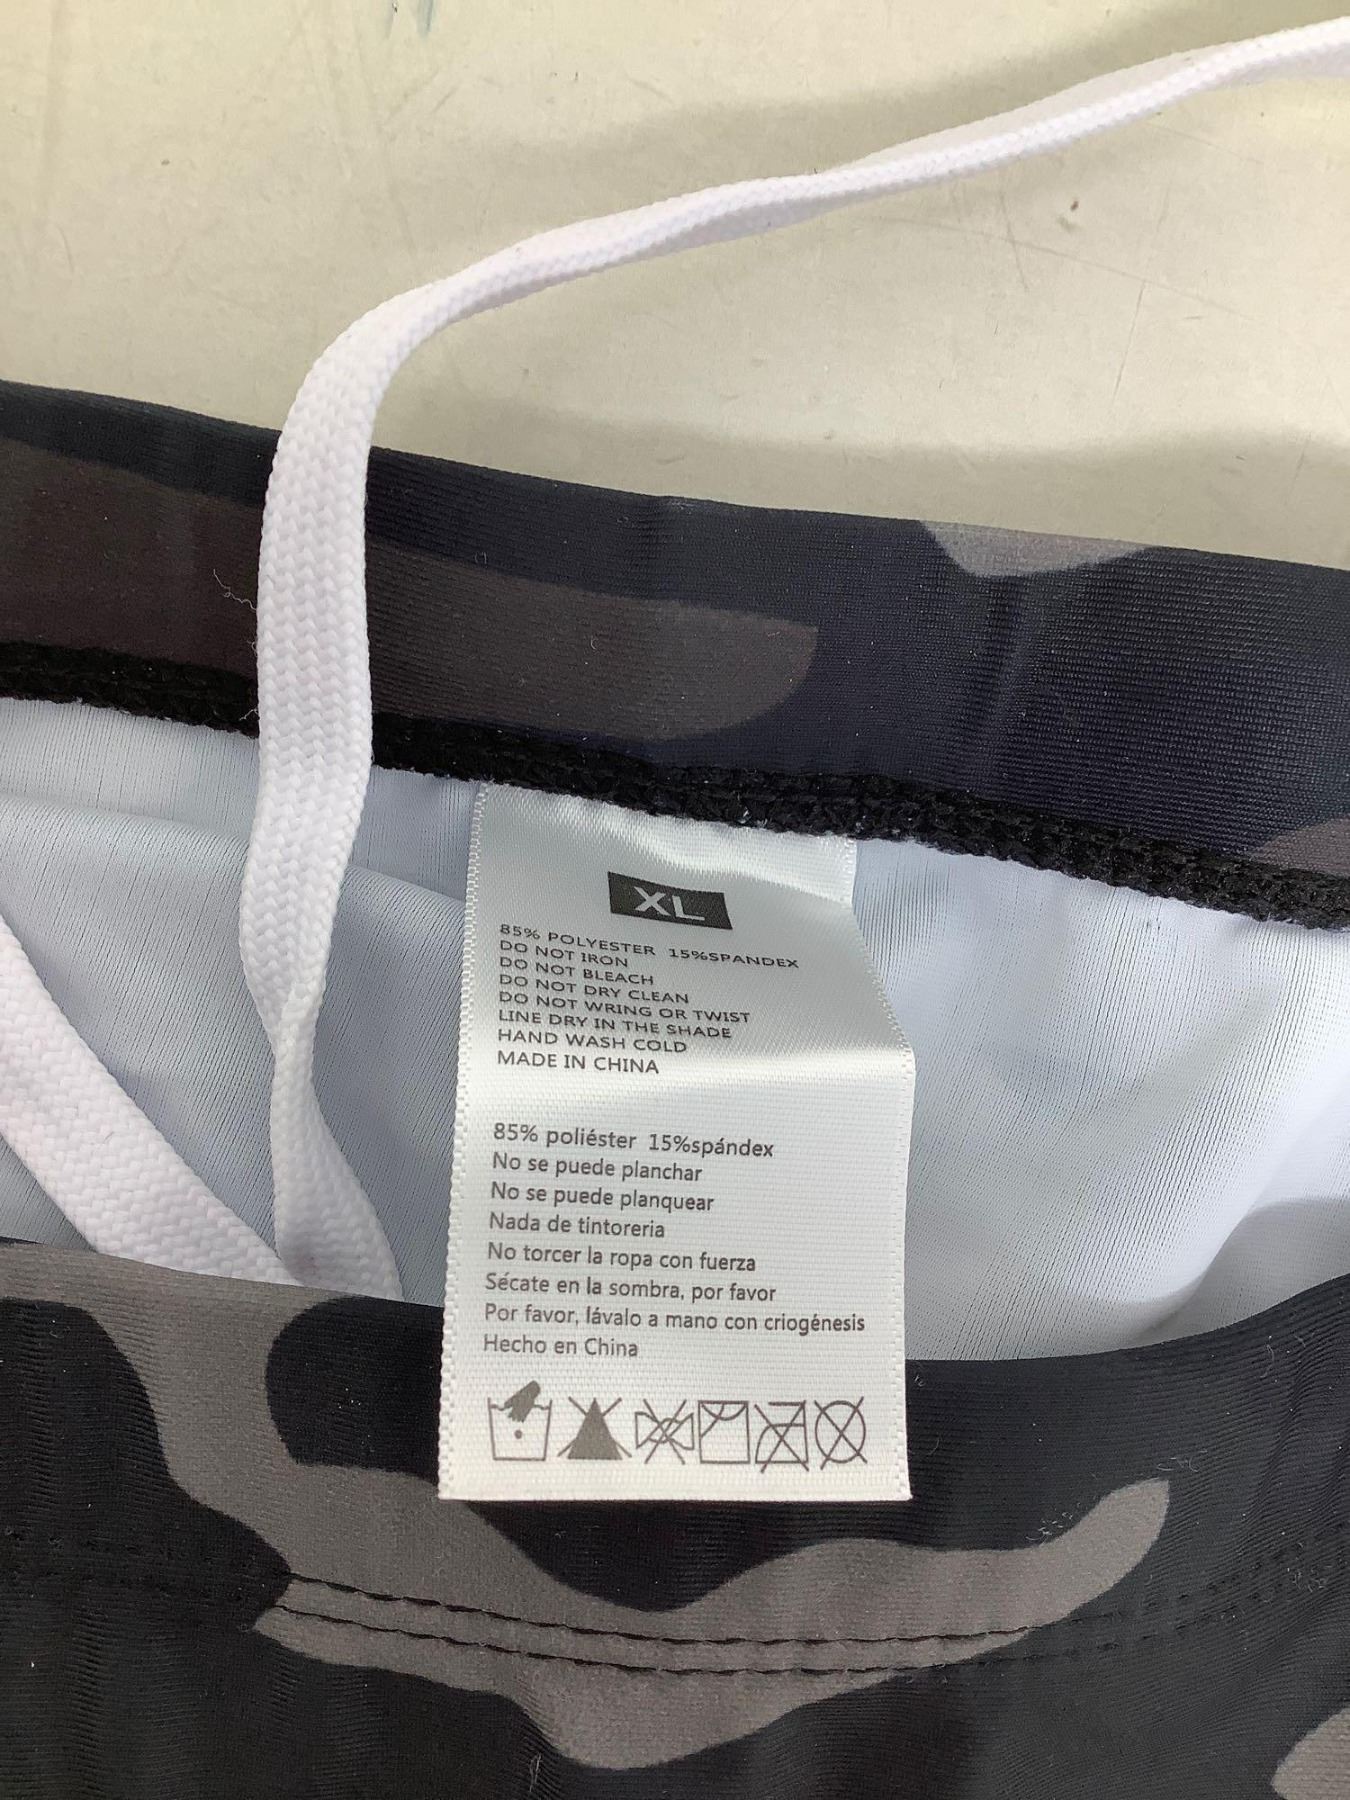 XL
85% POLYESTER 15%SPANDEX
DO NOT IRON
DO NOT BLEACH
DO NOT DRY CLEAN
DO NOT WRING OR TWIST
LINE DRY IN THE SHADE
HAND WASH COLD
MADE IN CHINA
85% poliéster 15%spándex
No se puede planchar
No se puede planquear
Nada de tintoreria
No torcer la ropa con fuerza
Sécate en la sombra, por favor
Por favor, lávalo a mano con criogénesis
Hecho en China